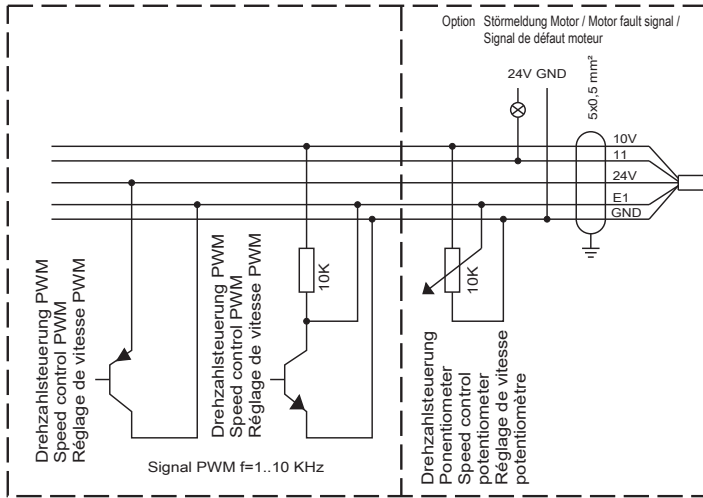 Option Störmeldung Motor / Motor fault signal /
Signal de défaut moteur
24V GND
5x0,5 mm²
10V
11
24V
E1
GND
Drehzahlsteuerung PWM
Speed control PWM
Réglage de vitesse PWM
Drehzahlsteuerung PWM
Speed control PWM
Réglage de vitesse PWM
10K
10K
Drehzahlsteuerung
Ponentiometer
Speed control
potentiometer
Réglage de vitesse
potentiomètre
Signal PWM f=1..10 KHz